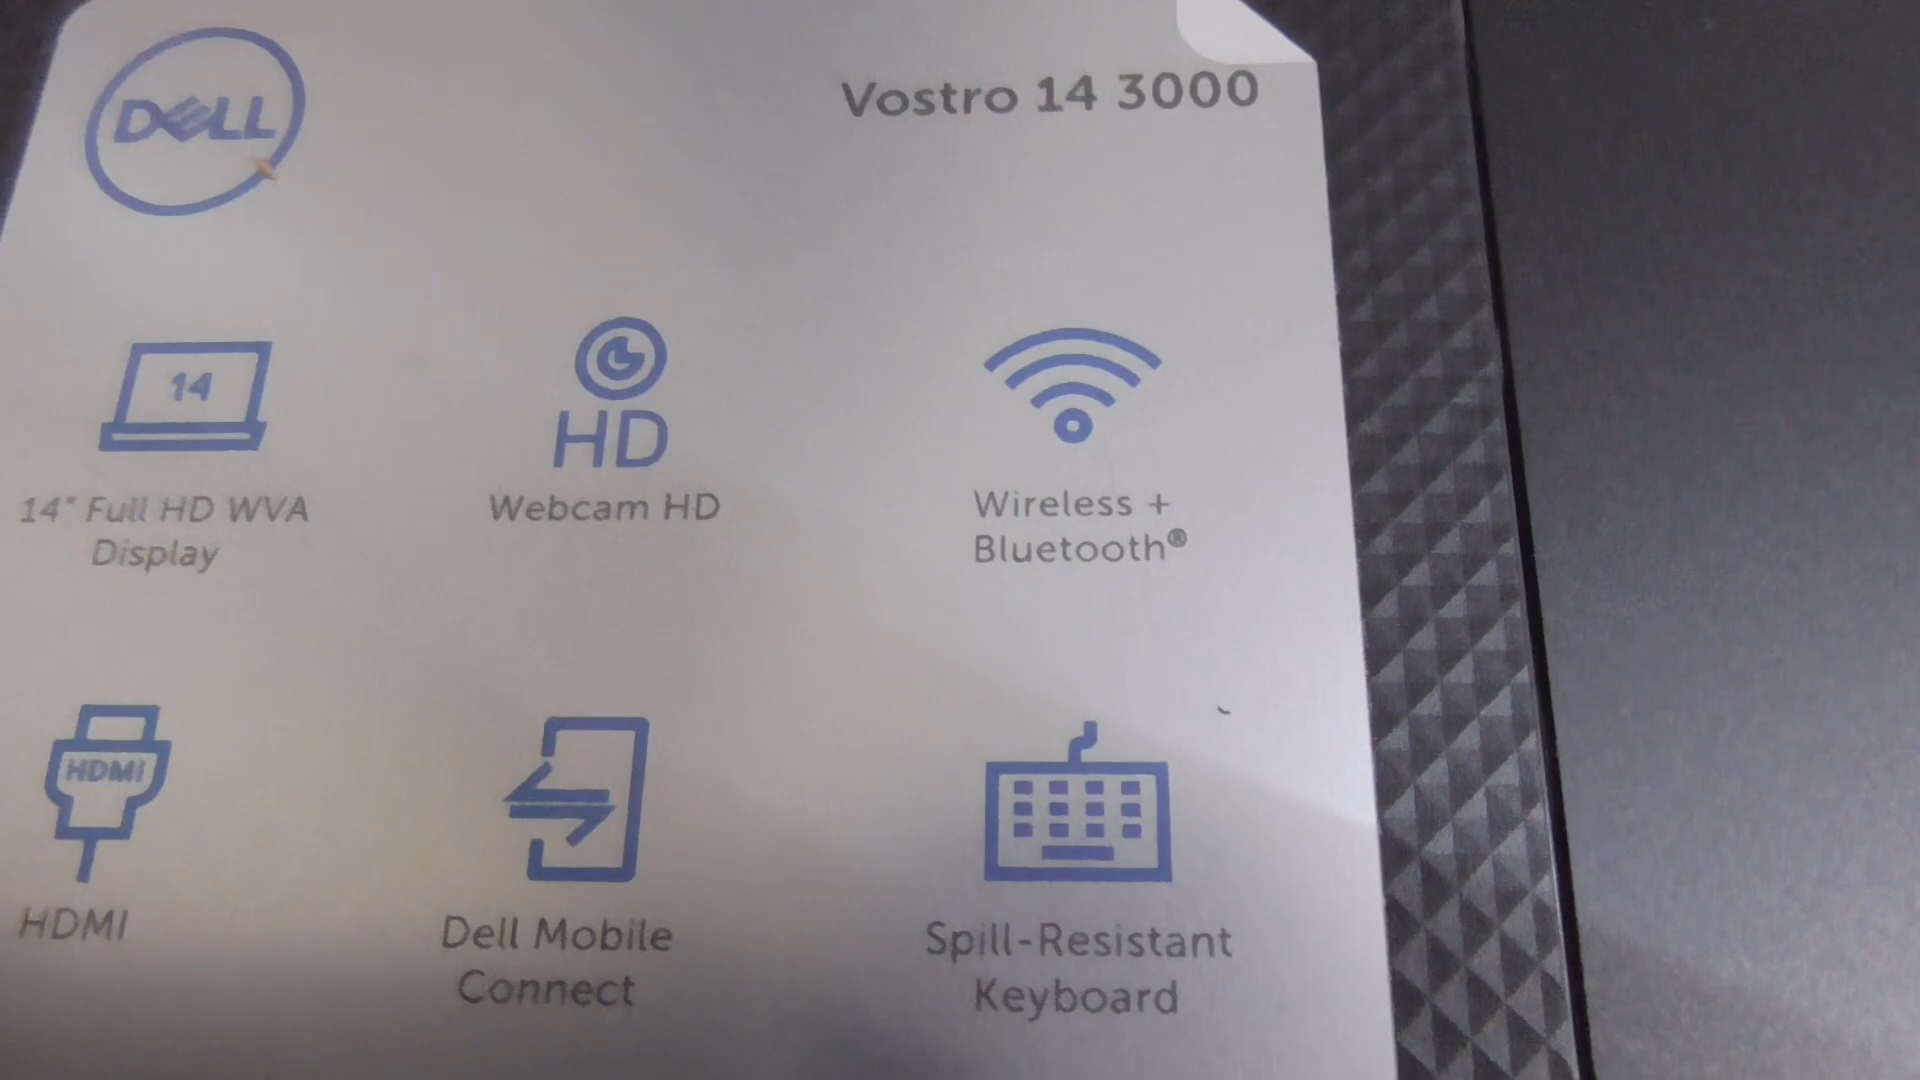 DELL
Vostro 14 3000
14
HD
14" Full HD WVA
Display
Webcam HD
Wireless +
Bluetooth®
HDMI
HDMI
Dell Mobile
Connect
Spill-Resistant
Keyboard